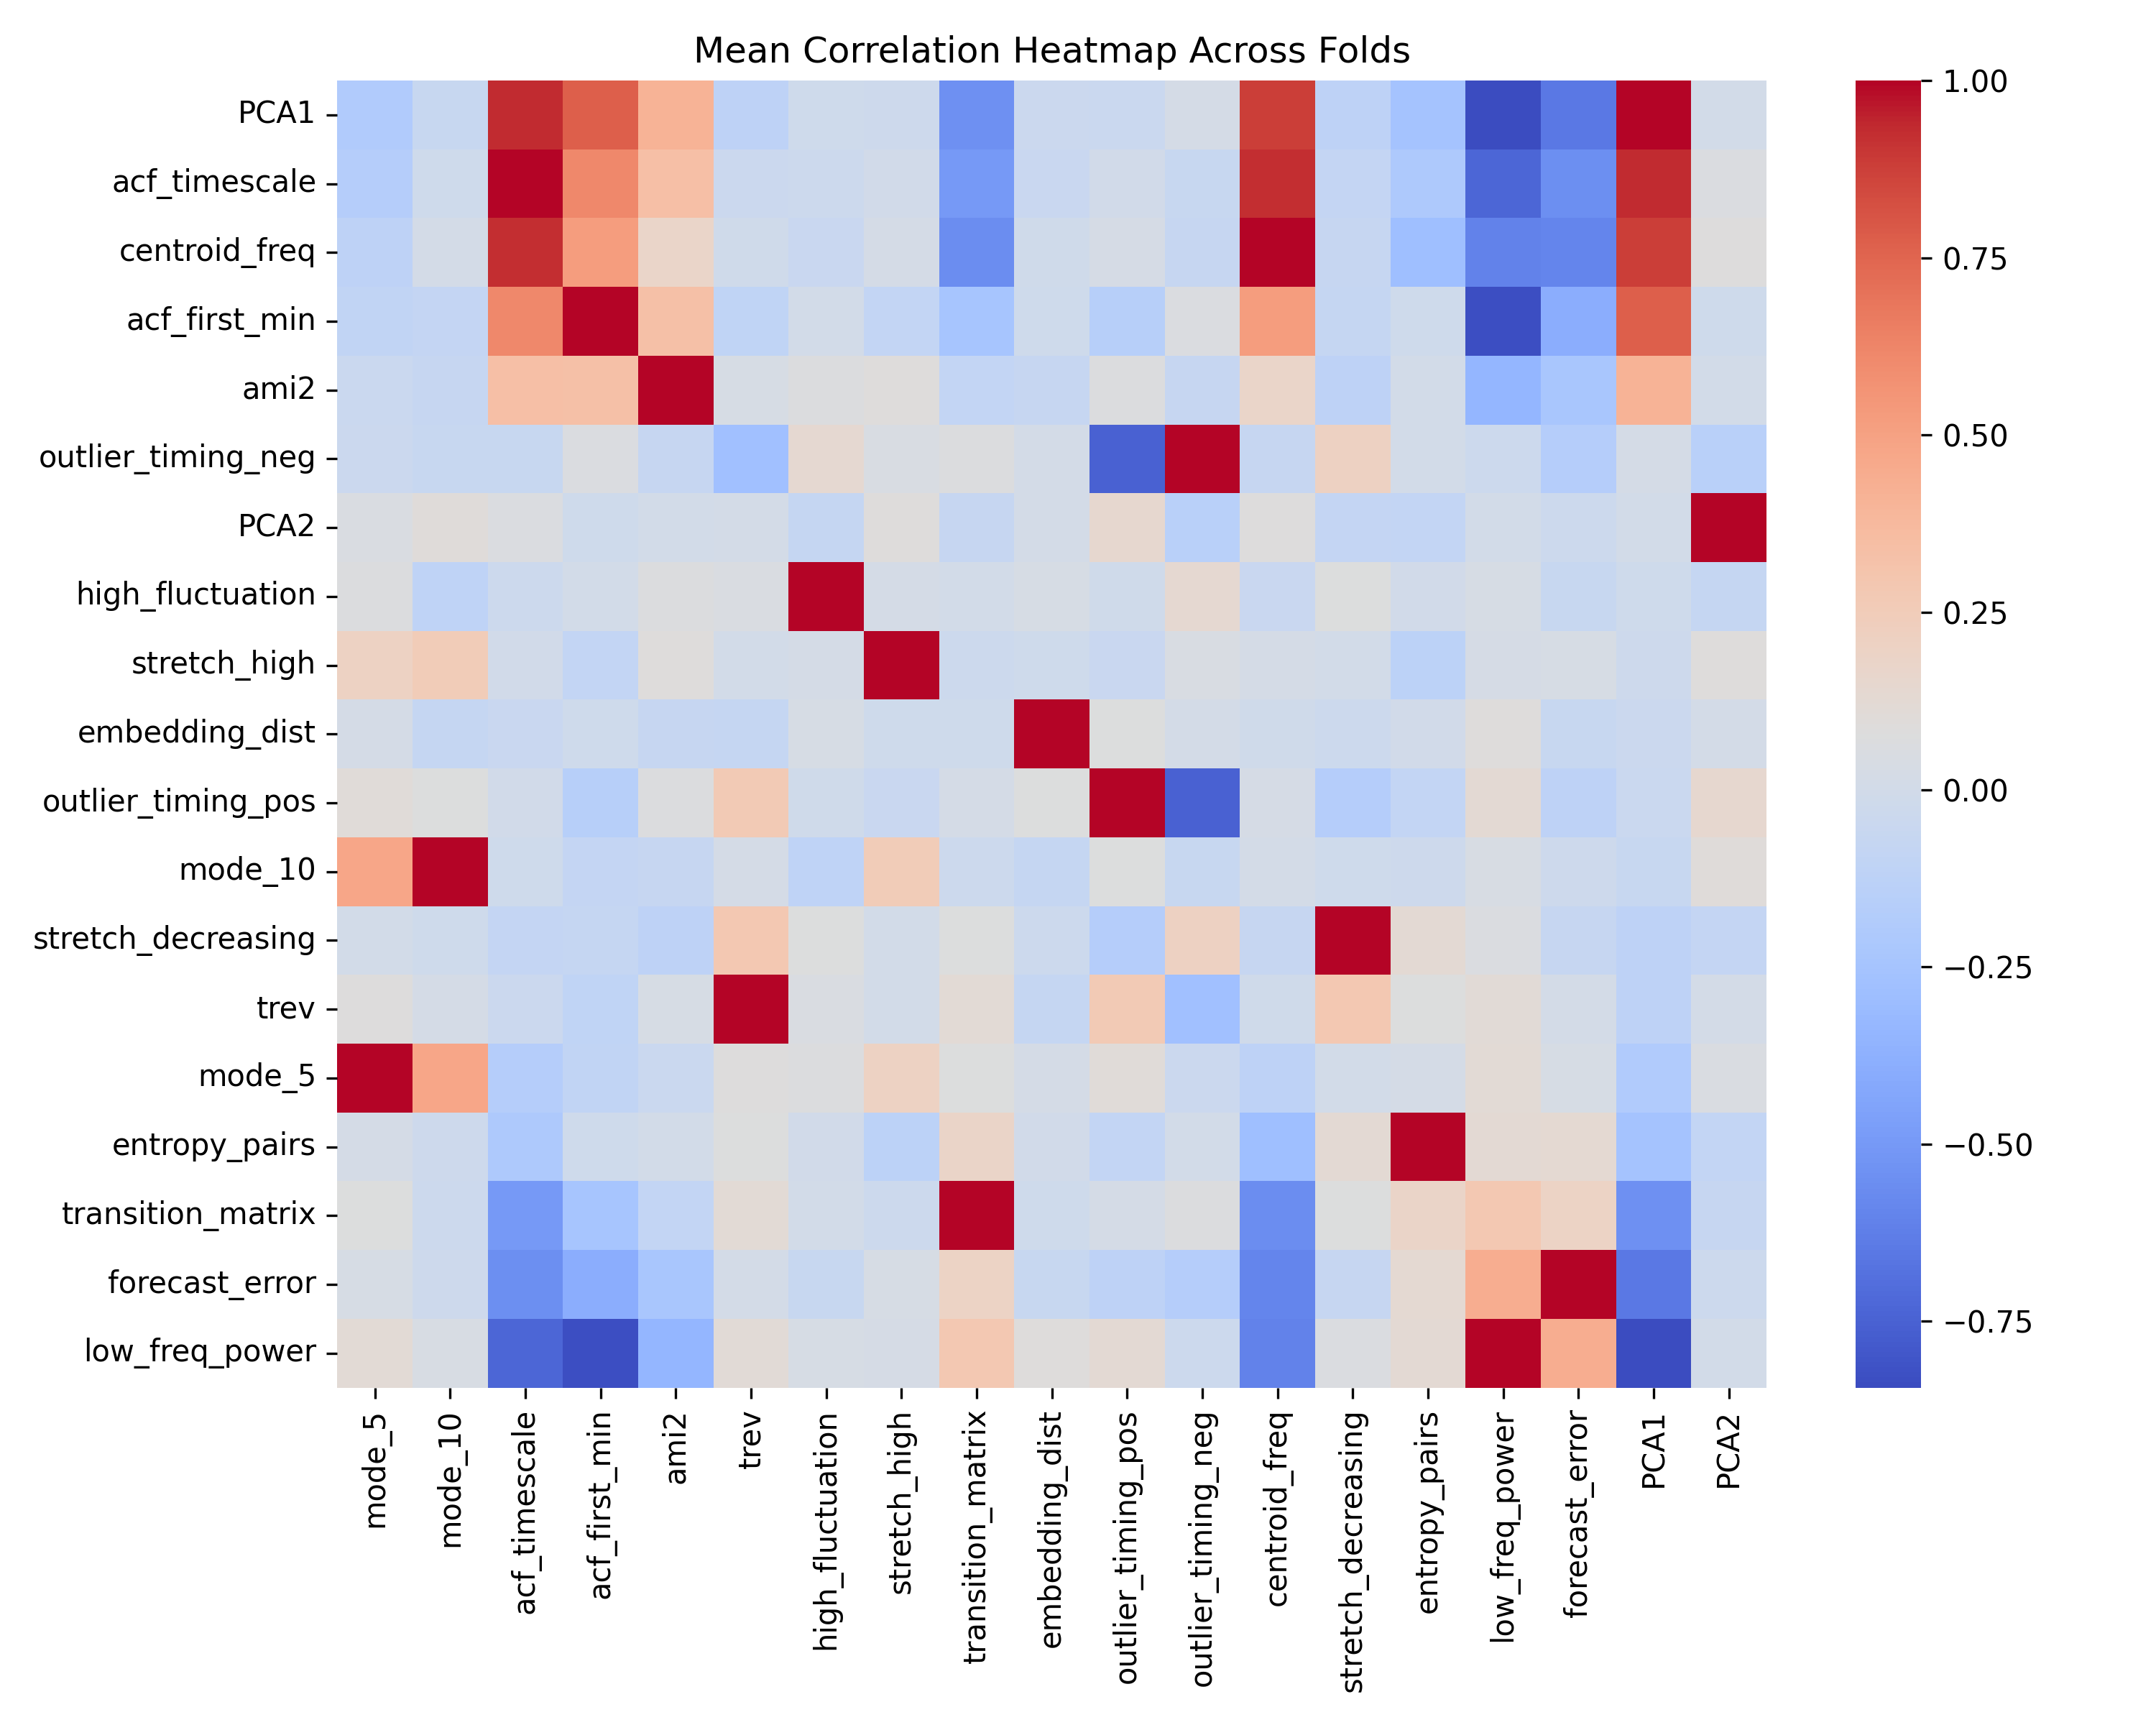 Mean Correlation Heatmap Across Folds
PCA1
acf_timescale
centroid_freq
acf_first_min
ami2
outlier_timing_neg
PCA2
high_fluctuation
stretch_high
embedding_dist
outlier_timing_pos
mode_10
stretch_decreasing
trev
mode_5
entropy_pairs
transition_matrix
forecast_error
low_freq_power
mode_5
mode_10
acf_timescale
acf_first_min
ami2
trev
high_fluctuation
stretch_high
transition_matrix
embedding_dist
outlier_timing_pos
outlier_timing_neg
centroid_freq
stretch_decreasing
entropy_pairs
low_freq_power
forecast_error
PCA1
PCA2
1.00
0.75
0.50
0.25
0.00
−0.25
−0.50
−0.75